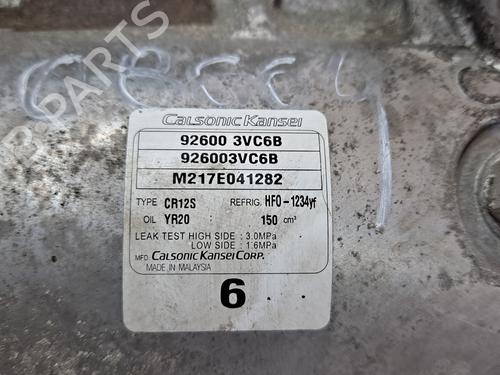 Calsonic Kansei
92600 3VC6B
926003VC6B
M217E041282
TYPE CR12S REFRIG. HFO-1234yf
OIL YR20 : 150 cm³
LEAK TEST HIGH SIDE : 3.0MPa
LOW SIDE : 1.6MPa
MFD. CALSONIC KANSEI CORP.
MADE IN MALAYSIA
6
B-PARTS